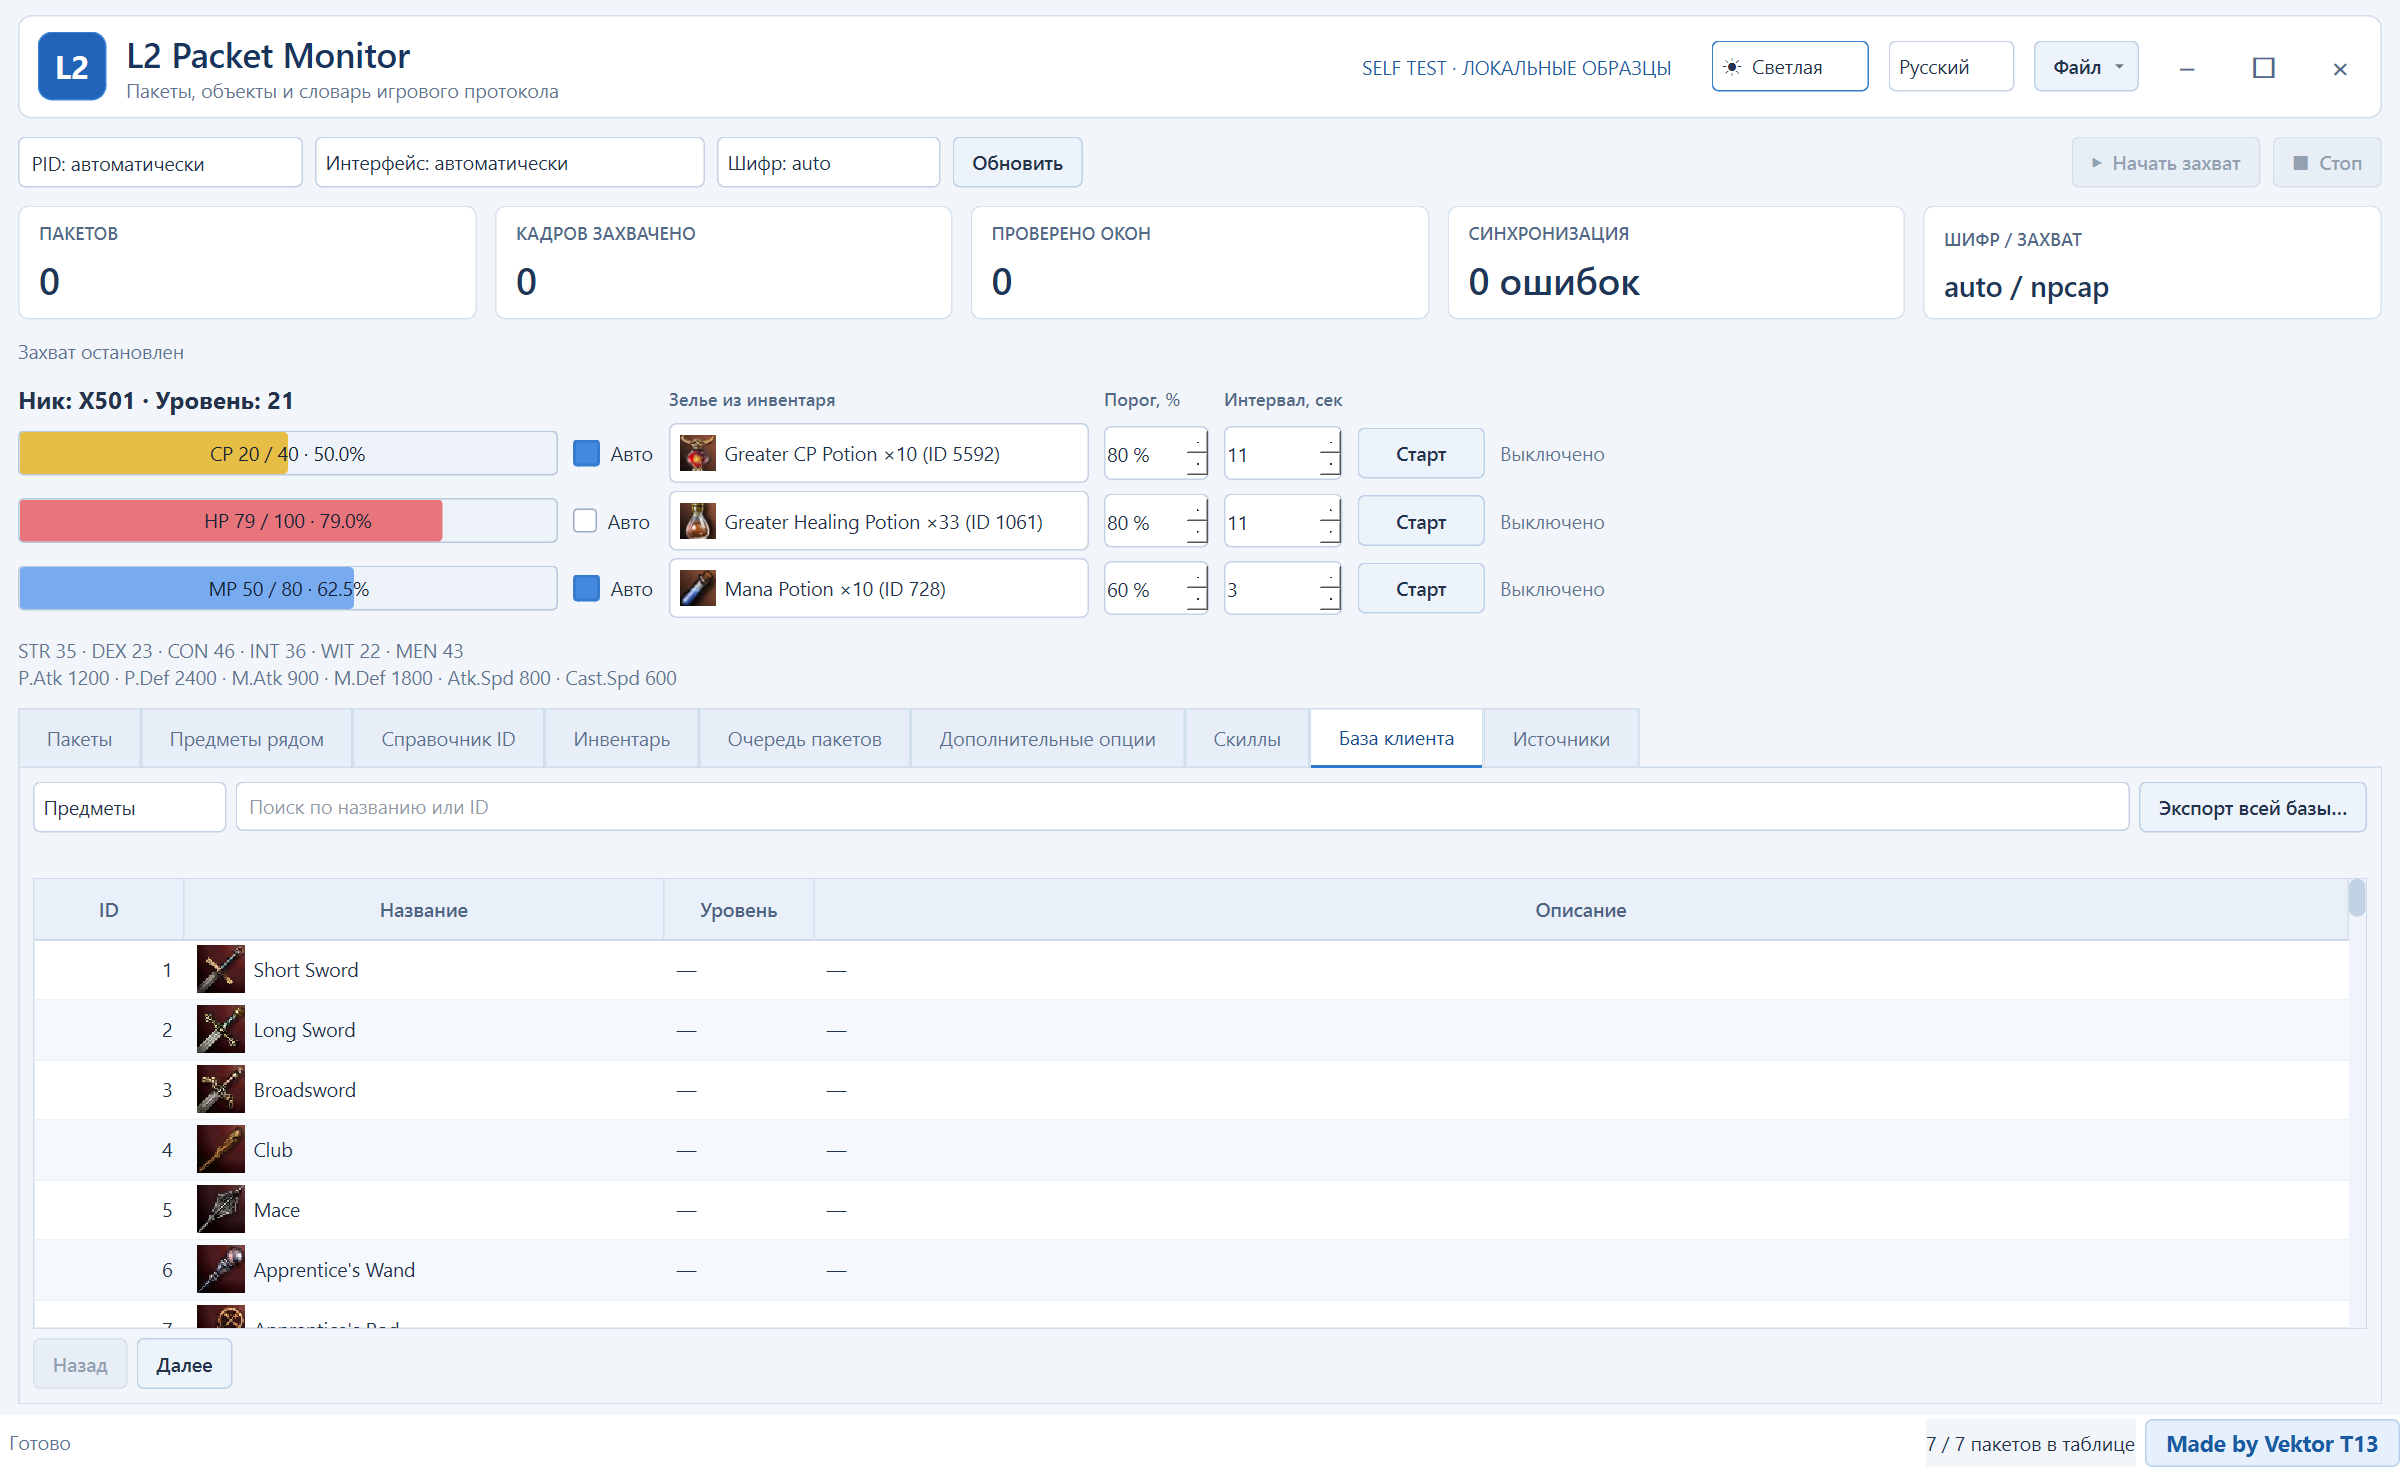 L2
L2 Packet Monitor
Пакеты, объекты и словарь игрового протокола
SELF TEST · ЛОКАЛЬНЫЕ ОБРАЗЦЫ
Светлая
Русский
Файл
PID: автоматически
Интерфейс: автоматически
Шифр: auto
Обновить
Начать захват
Стоп
ПАКЕТОВ
0
КАДРОВ ЗАХВАЧЕНО
0
ПРОВЕРЕНО ОКОН
0
СИНХРОНИЗАЦИЯ
0 ошибок
ШИФР / ЗАХВАТ
auto / npcap
Захват остановлен
Ник: X501 · Уровень: 21
Зелье из инвентаря
Порог, %
Интервал, сек
CP 20 / 40 · 50.0%
Авто
Greater CP Potion ×10 (ID 5592)
80 %
11
Старт
Выключено
HP 79 / 100 · 79.0%
Авто
Greater Healing Potion ×33 (ID 1061)
80 %
11
Старт
Выключено
MP 50 / 80 · 62.5%
Авто
Mana Potion ×10 (ID 728)
60 %
3
Старт
Выключено
STR 35 · DEX 23 · CON 46 · INT 36 · WIT 22 · MEN 43
P.Atk 1200 · P.Def 2400 · M.Atk 900 · M.Def 1800 · Atk.Spd 800 · Cast.Spd 600
Пакеты
Предметы рядом
Справочник ID
Инвентарь
Очередь пакетов
Дополнительные опции
Скиллы
База клиента
Источники
Предметы
Поиск по названию или ID
Экспорт всей базы...
ID
Название
Уровень
Описание
1 Short Sword — —
2 Long Sword — —
3 Broadsword — —
4 Club — —
5 Mace — —
6 Apprentice's Wand — —
7 Apprentice's Rod
Назад
Далее
Готово
7 / 7 пакетов в таблице
Made by Vektor T13